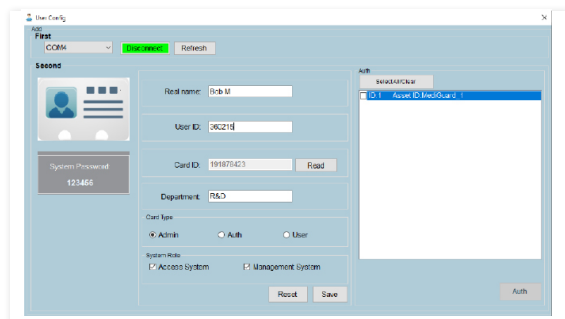 User Config
Add
First
COM4
Disconnect
Refresh
Second
System Password:
123456
Real name: Bob M
User ID: 360215
Card ID: 191878423
Read
Department: R&D
Card Type
Admin
Auth
User
System Role
Access System
Management System
Reset
Save
Auth
Select All/Clear
ID:1 Asset ID:MediGuard_1
Auth